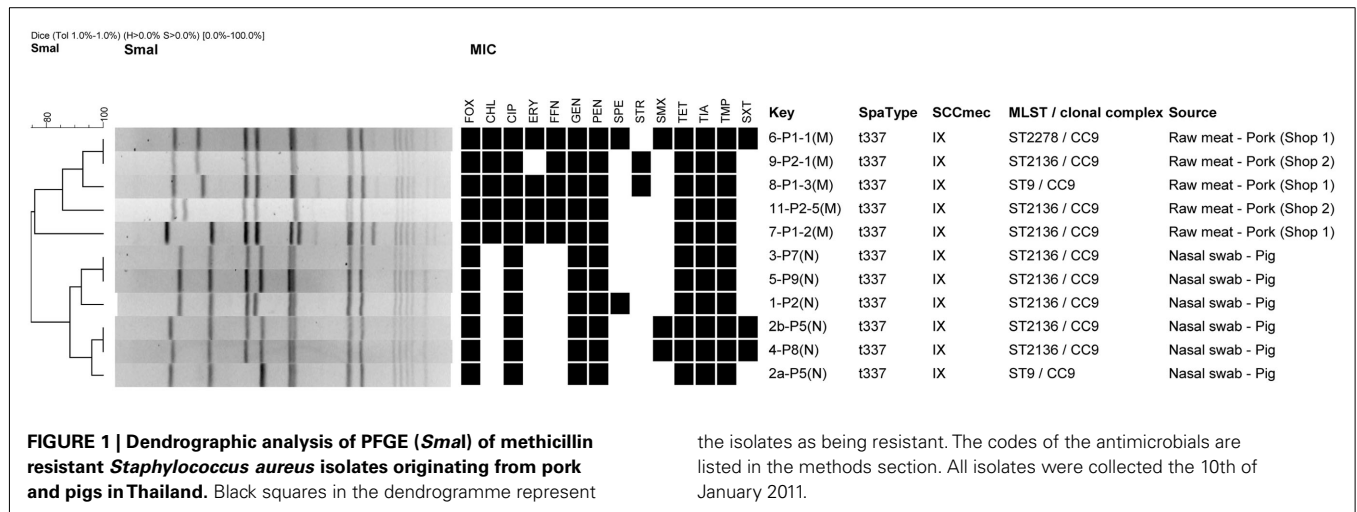 Dice (Tol 1.0%-1.0%) (H>0.0% S>0.0%) [0.0%-100.0%]
SmaI SmaI MIC
80 100 FOX CHL CIP ERY FFN GEN PEN SPE STR SMX TET TIA TMP SXT Key SpaType SCCmec MLST / clonal complex Source
6-P1-1(M) t337 IX ST2278 / CC9 Raw meat - Pork (Shop 1)
9-P2-1(M) t337 IX ST2136 / CC9 Raw meat - Pork (Shop 2)
8-P1-3(M) t337 IX ST9 / CC9 Raw meat - Pork (Shop 1)
11-P2-5(M) t337 IX ST2136 / CC9 Raw meat - Pork (Shop 2)
7-P1-2(M) t337 IX ST2136 / CC9 Raw meat - Pork (Shop 1)
3-P7(N) t337 IX ST2136 / CC9 Nasal swab - Pig
5-P9(N) t337 IX ST2136 / CC9 Nasal swab - Pig
1-P2(N) t337 IX ST2136 / CC9 Nasal swab - Pig
2b-P5(N) t337 IX ST2136 / CC9 Nasal swab - Pig
4-P8(N) t337 IX ST2136 / CC9 Nasal swab - Pig
2a-P5(N) t337 IX ST9 / CC9 Nasal swab - Pig
FIGURE 1 | Dendrographic analysis of PFGE (SmaI) of methicillin
resistant Staphylococcus aureus isolates originating from pork
and pigs in Thailand. Black squares in the dendrogramme represent
the isolates as being resistant. The codes of the antimicrobials are
listed in the methods section. All isolates were collected the 10th of
January 2011.